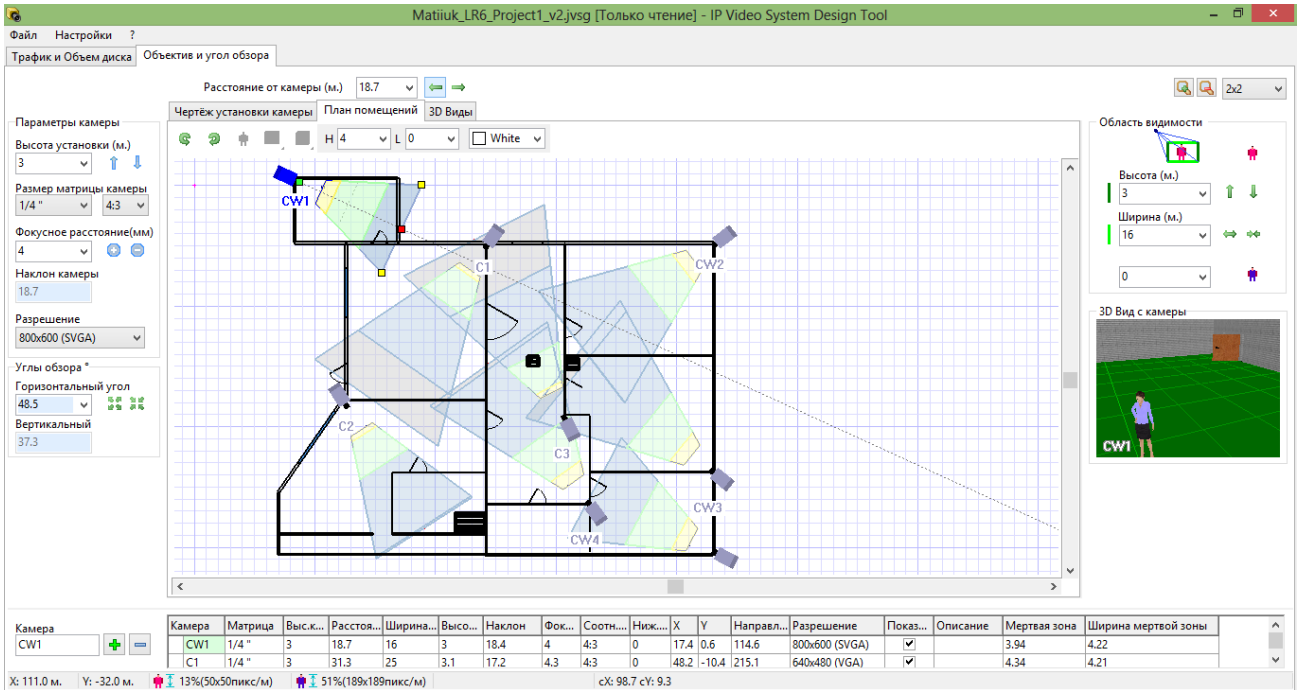 Matiiuk_LR6_Project1_v2.jvsg [Только чтение] - IP Video System Design Tool
Файл Настройки ?
Трафик и Объем диска Объектив и угол обзора
Расстояние от камеры (м.) 18.7 2x2
Чертёж установки камеры План помещений 3D Виды
H 4 L 0 White
Параметры камеры
Высота установки (м.)
3
Размер матрицы камеры
1/4 " 4:3
Фокусное расстояние(мм)
4
Наклон камеры
18.7
Разрешение
800x600 (SVGA)
Углы обзора °
Горизонтальный угол
48.5
Вертикальный
37.3
CW1
C1
CW2
C2
C3
CW3
CW4
Область видимости
Высота (м.)
3
Ширина (м.)
16
0
3D Вид с камеры
CW1
Камера
CW1
Камера Матрица Выс.к... Расстоя... Ширина... Высо... Наклон Фок... Соотн.... Ниж.... X Y Направл... Разрешение Показ... Описание Мертвая зона Ширина мертвой зоны
CW1 1/4 " 3 18.7 16 3 18.4 4 4:3 0 17.4 0.6 114.6 800x600 (SVGA) 3.94 4.22
C1 1/4 " 3 31.3 25 3.1 17.2 4.3 4:3 0 48.2 -10.4 215.1 640x480 (VGA) 4.34 4.21
X: 111.0 м. Y: -32.0 м. 13%(50x50пикс/м) 51%(189x189пикс/м) cX: 98.7 cY: 9.3